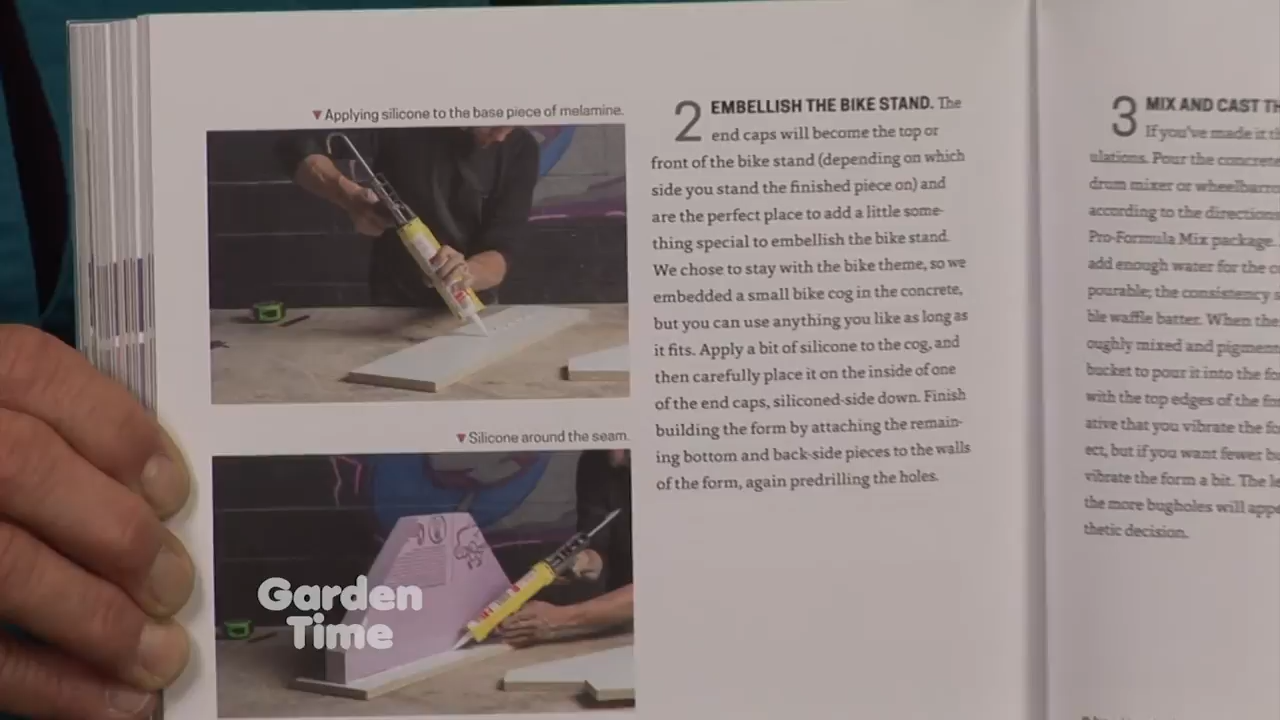 ▼ Applying silicone to the base piece of melamine.
▼ Silicone around the seam.
Garden
Time
2 EMBELLISH THE BIKE STAND. The
end caps will become the top or
front of the bike stand (depending on which
side you stand the finished piece on) and
are the perfect place to add a little some-
thing special to embellish the bike stand.
We chose to stay with the bike theme, so we
embedded a small bike cog in the concrete,
but you can use anything you like as long as
it fits. Apply a bit of silicone to the cog, and
then carefully place it on the inside of one
of the end caps, siliconed-side down. Finish
building the form by attaching the remain-
ing bottom and back-side pieces to the walls
of the form, again predrilling the holes.
3 MIX AND CAST
If you've made it
ulations. Pour the concrete
drum mixer or wheelbarro
according to the directions
Pro-Formula Mix package.
add enough water for the
pourable; the consistency
ble waffle batter. When the
oughly mixed and pigmen
bucket to pour it into the
with the top edges of the
ative that you vibrate the
ect, but if you want fewer
vibrate the form a bit. The
the more bugholes will
thetic decision.